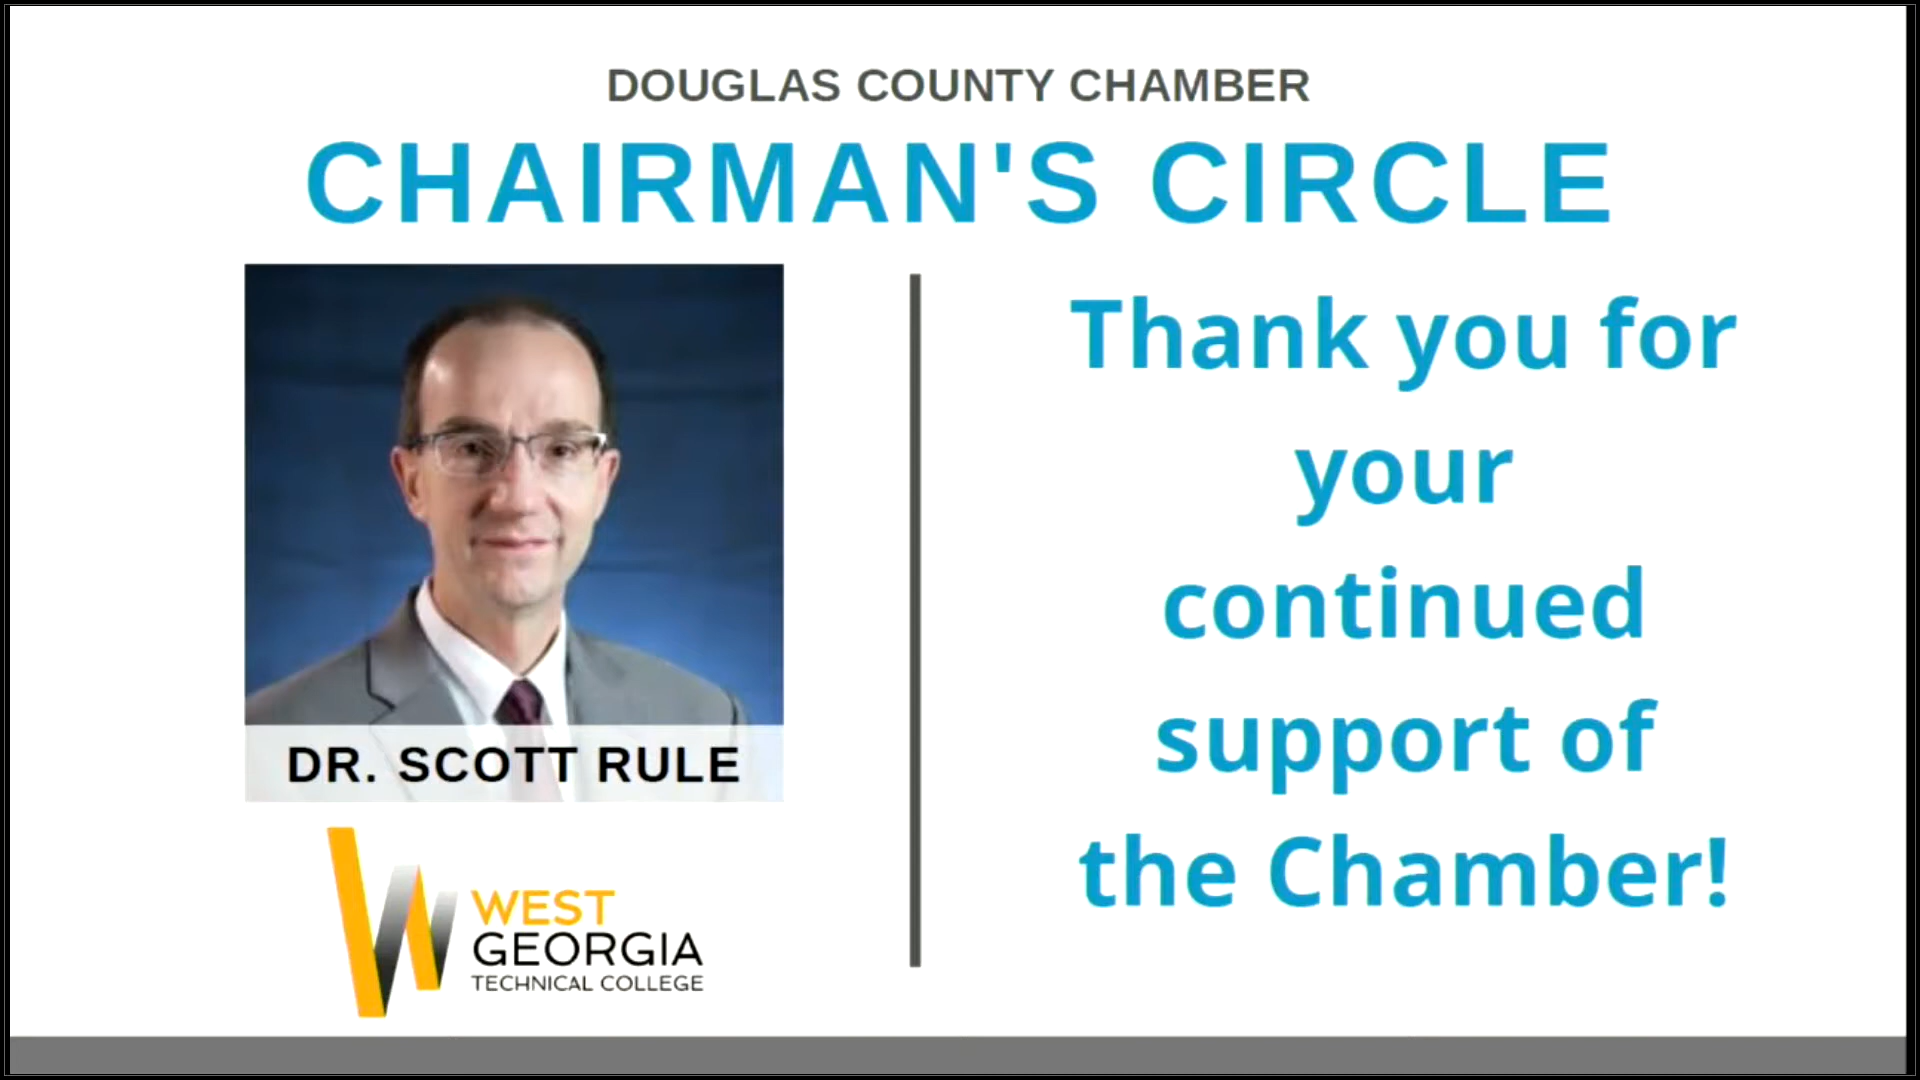 DOUGLAS COUNTY CHAMBER
CHAIRMAN'S CIRCLE
DR. SCOTT RULE
WEST
GEORGIA
TECHNICAL COLLEGE
Thank you for
your
continued
support of
the Chamber!